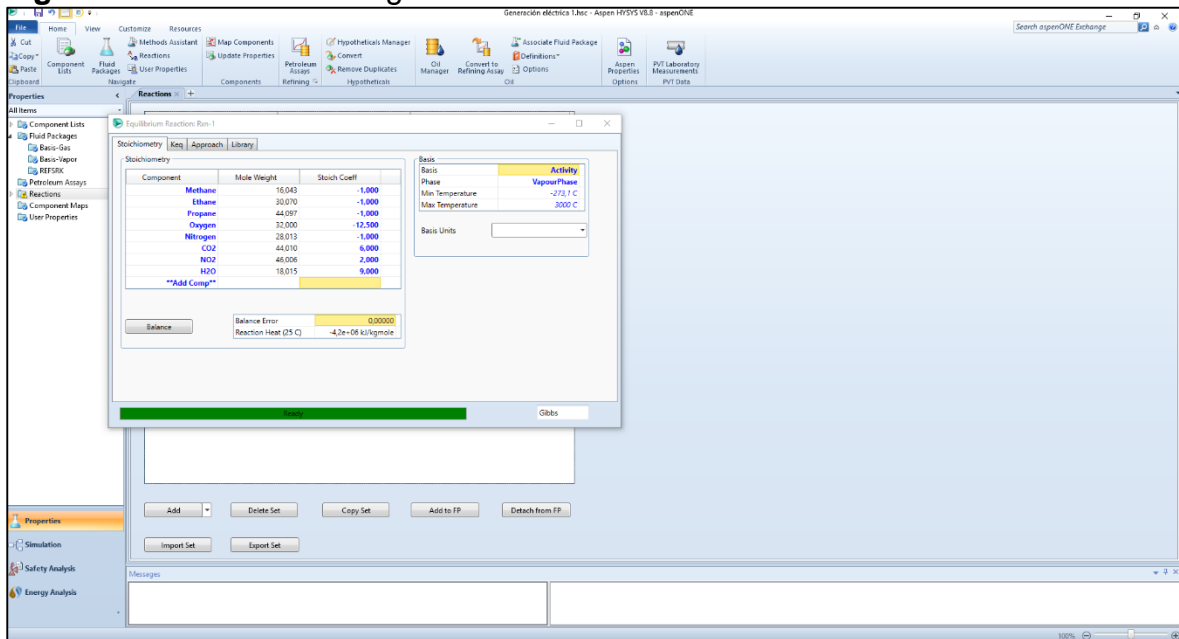 Generación eléctrica 1.hsc - Aspen HYSYS V8.8 - aspenONE
File Home View Customize Resources
Search aspenONE Exchange
Cut
Copy
Paste
Clipboard
Component Lists
Fluid Packages
Methods Assistant
Reactions
User Properties
Navigate
Map Components
Update Properties
Components
Petroleum Assays
Refining
Hypotheticals Manager
Convert
Remove Duplicates
Hypotheticals
Oil Manager
Convert to Refining Assay
Associate Fluid Package
Definitions
Options
Oil
Aspen Properties
Options
PVT Laboratory Measurements
PVT Data
Properties
All Items
Component Lists
Fluid Packages
Basis-Gas
Basis-Vapor
REFSRK
Petroleum Assays
Reactions
Component Maps
User Properties
Reactions
Equilibrium Reaction: Rxn-1
Stoichiometry Keq Approach Library
Stoichiometry
Component Mole Weight Stoich Coeff
Methane 16,043 -1,000
Ethane 30,070 -1,000
Propane 44,097 -1,000
Oxygen 32,000 -12,500
Nitrogen 28,013 -1,000
CO2 44,010 6,000
NO2 46,006 2,000
H2O 18,015 9,000
**Add Comp**
Balance
Balance Error 0,00000
Reaction Heat (25 C) -4,2e+06 kJ/kgmole
Basis
Basis Activity
Phase VapourPhase
Min Temperature -273,1 C
Max Temperature 3000 C
Basis Units
Ready
Gibbs
Add Delete Set Copy Set Add to FP Detach from FP
Import Set Export Set
Properties
Simulation
Safety Analysis
Energy Analysis
Messages
100%